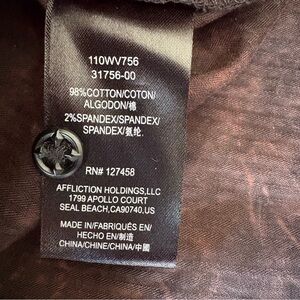 110WV756
31756-00
98%COTTON/COTON/
ALGODON/棉
2%SPANDEX/SPANDEX/
SPANDEX/氨纶
RN# 127458
AFFLICTION HOLDINGS,LLC
1799 APOLLO COURT
SEAL BEACH,CA90740,US
MADE IN/FABRIQUÉS EN/
HECHO EN/制造
CHINA/CHINE/CHINA/中國